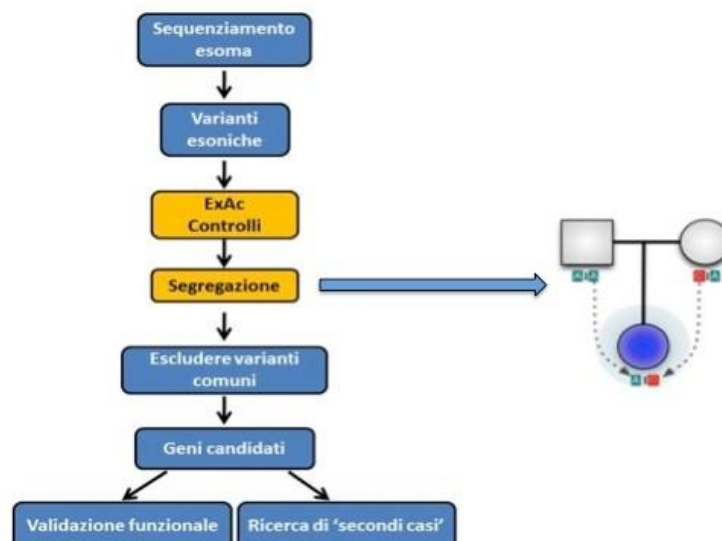 Sequenziamento
esoma
Varianti
esoniche
ExAc
Controlli
Segregazione
A A
A
Escludere varianti
comuni
A
Geni candidati
Validazione funzionale
Ricerca di 'secondi casi'